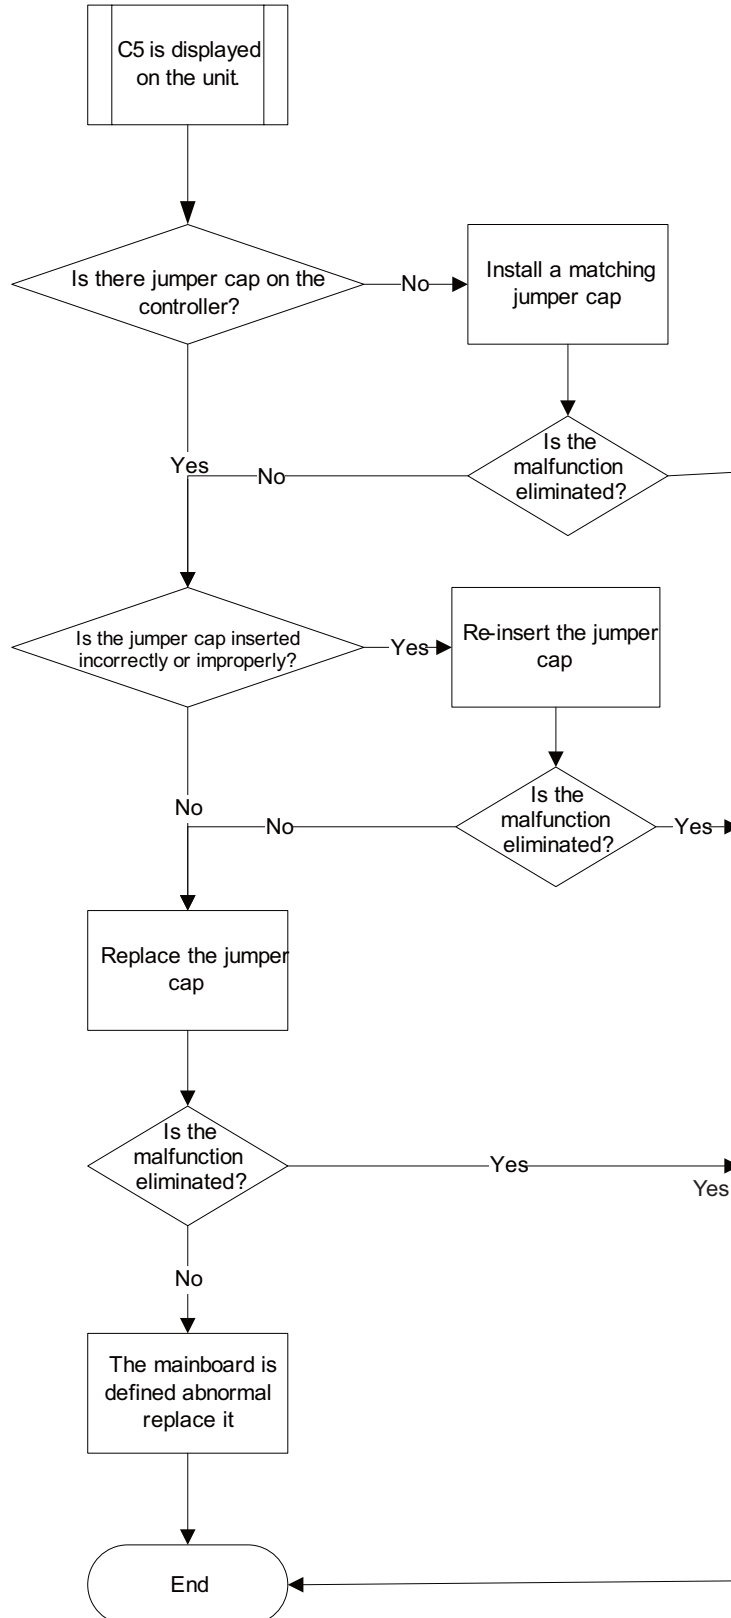 C5 is displayed
on the unit.
Is there jumper cap on the
controller?
No
Install a matching
jumper cap
Yes
No
Is the
malfunction
eliminated?
Is the jumper cap inserted
incorrectly or improperly?
Yes
Re-insert the jumper
cap
No
No
Is the
malfunction
eliminated?
Yes
Replace the jumper
cap
Is the
malfunction
eliminated?
Yes
Yes
No
The mainboard is
defined abnormal
replace it
End